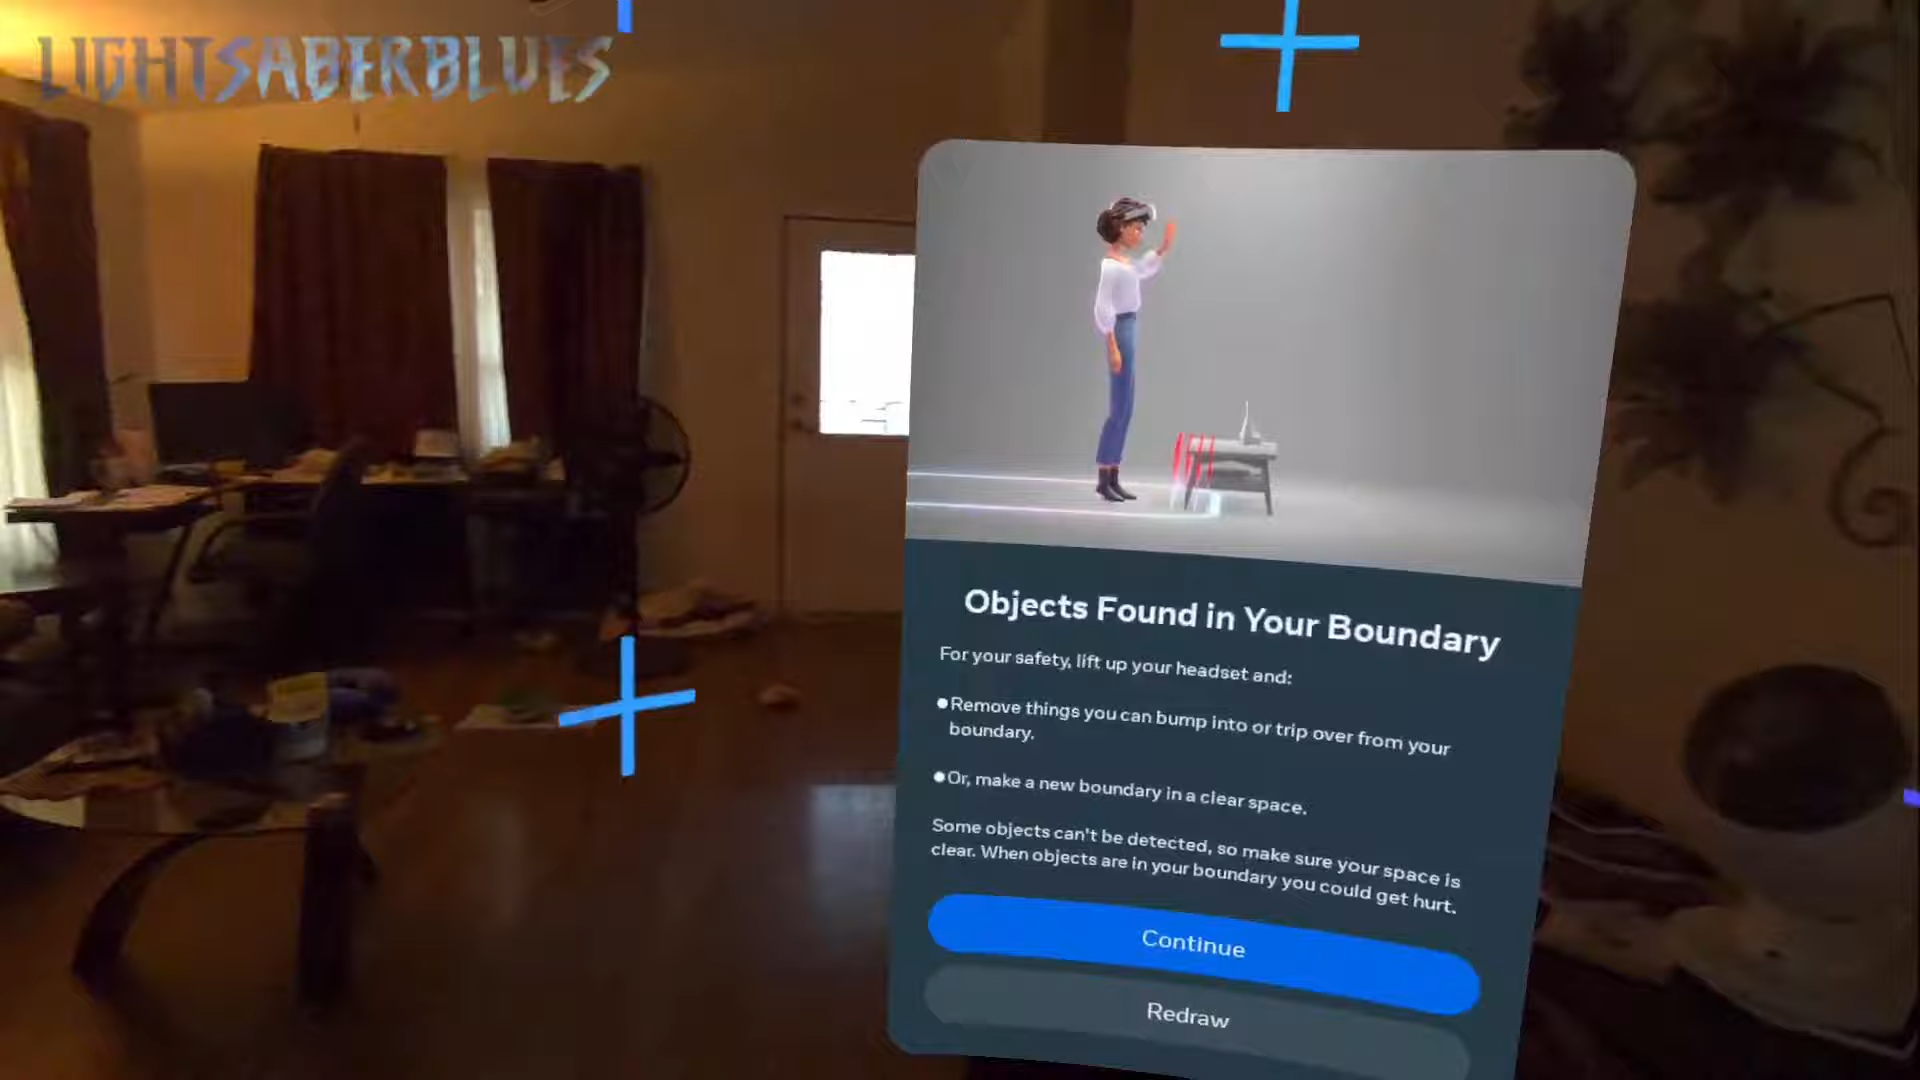 LIGHTSABERBLUES
Objects Found in Your Boundary
For your safety, lift up your headset and:
●Remove things you can bump into or trip over from your
boundary.
●Or, make a new boundary in a clear space.
Some objects can't be detected, so make sure your space is
clear. When objects are in your boundary you could get hurt.
Continue
Redraw